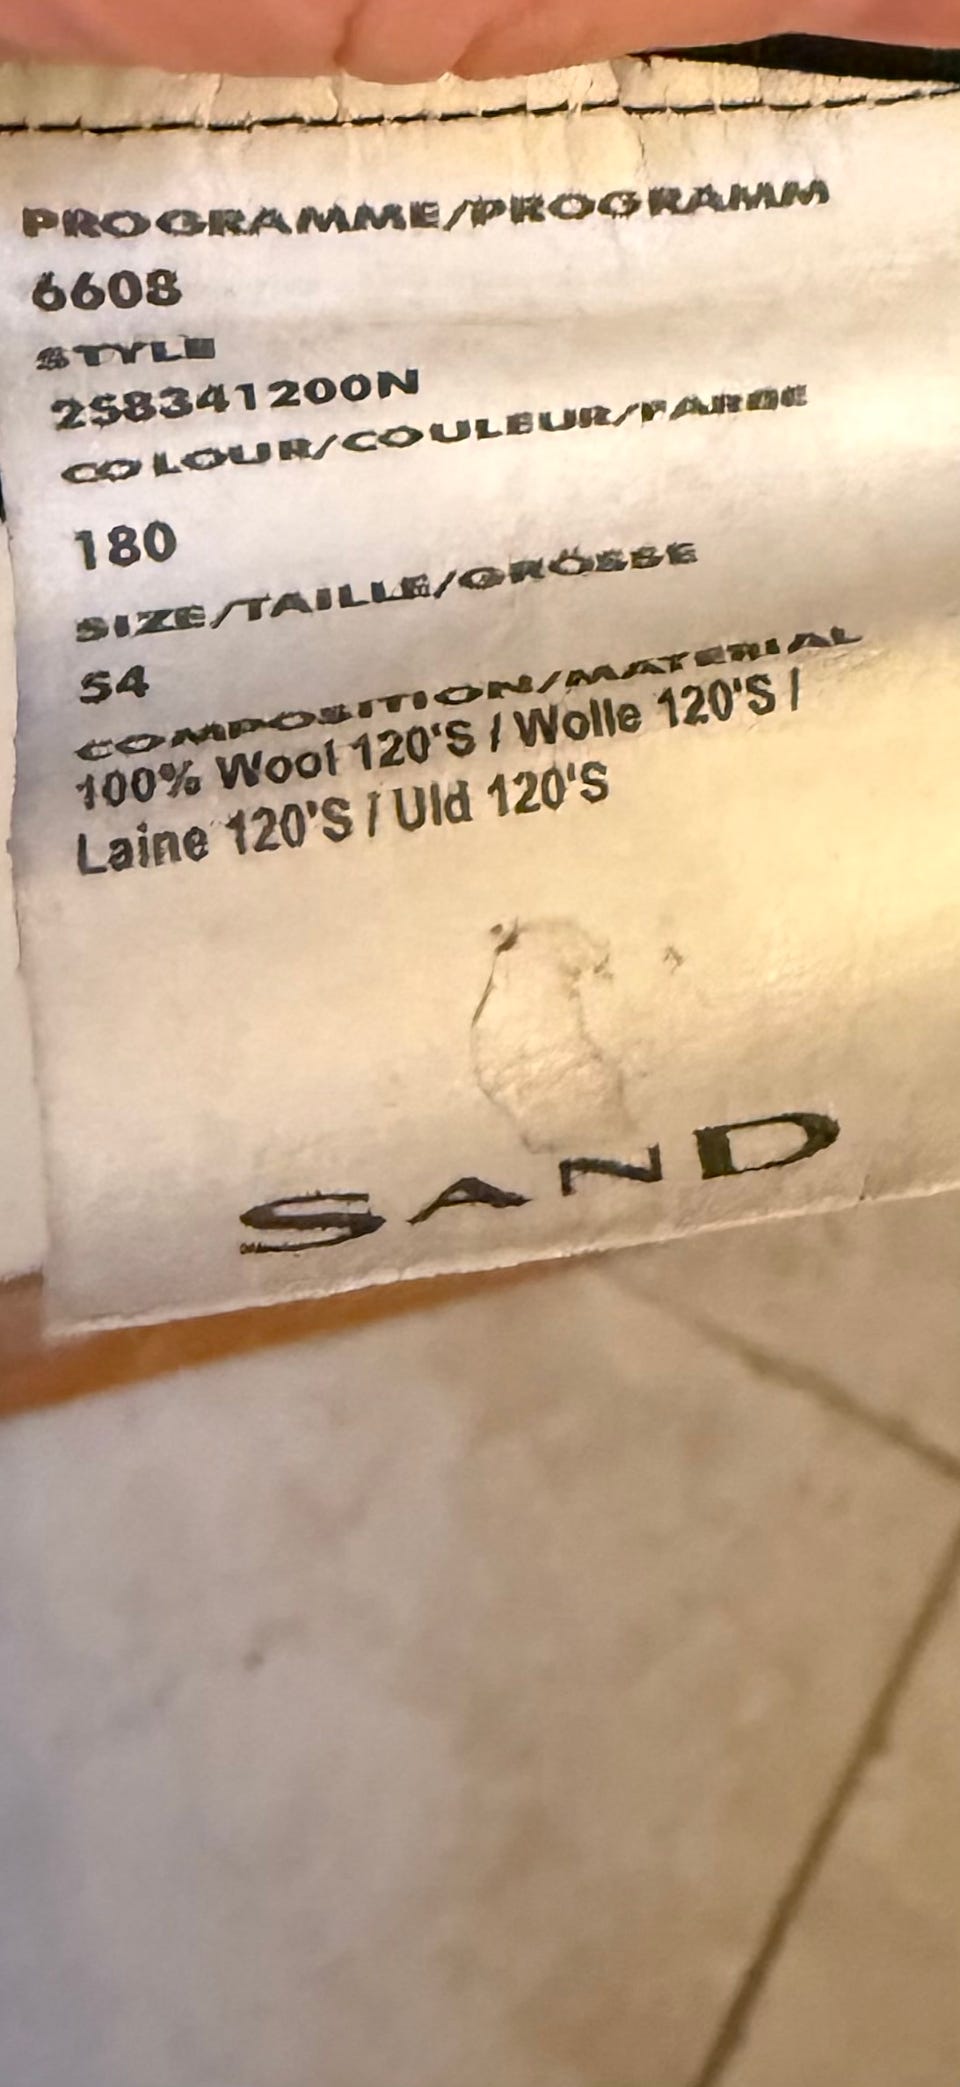 PROGRAMME/PROGRAMM
6608
STYLE
2S8341200N
COLOUR/COULEUR/FARBE
180
SIZE/TAILLE/GRÖSSE
54
COMPOSITION/MATERIAL
100% Wool 120'S / Wolle 120'S /
Laine 120'S / Uld 120'S
SAND